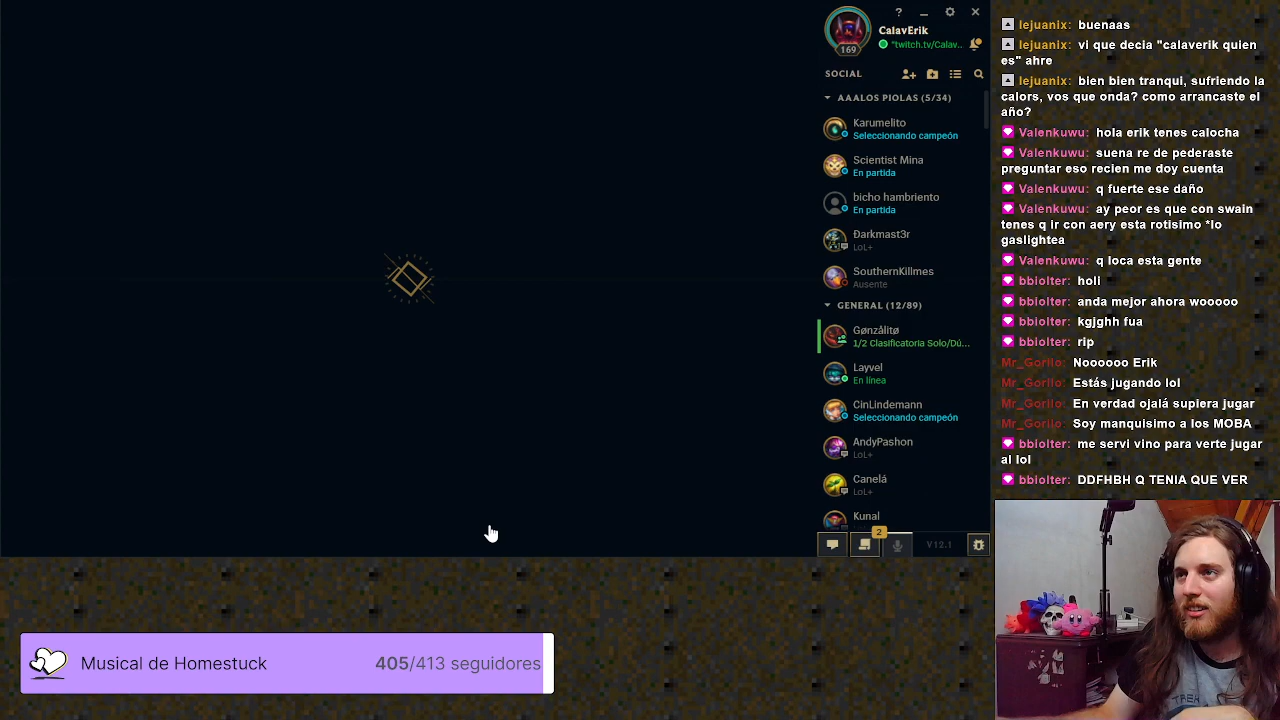 ?
169
CalavErik
"twitch.tv/Calav..
SOCIAL
AAALOS PIOLAS (5/34)
Karumelito
Seleccionando campeón
Scientist Mina
En partida
bicho hambriento
En partida
Ðarkmast3r
LoL+
SouthernKillmes
Ausente
GENERAL (12/89)
Gønzålitø
1/2 Clasificatoria Solo/Dú...
Layvel
En línea
CinLindemann
Seleccionando campeón
AndyPashon
LoL+
Canelá
LoL+
Kunal
2
V12.1
lejuanix: buenaas
lejuanix: vi que decia "calaverik quien
es" ahre
lejuanix: bien bien tranqui, sufriendo la
calors, vos que onda? como arrancaste el
año?
Valenkuwu: hola erik tenes calocha
Valenkuwu: suena re de pederaste
preguntar eso recien me doy cuenta
Valenkuwu: q fuerte ese daño
Valenkuwu: ay peor es que con swain
tenes q ir con aery esta rotisimo *lo
gaslightea
Valenkuwu: q loca esta gente
bbiolter: holi
bbiolter: anda mejor ahora wooooo
bbiolter: kgjghh fua
bbiolter: rip
Mr_Gorilo: Noooooo Erik
Mr_Gorilo: Estás jugando lol
Mr_Gorilo: En verdad ojalá supiera jugar
Mr_Gorilo: Soy manquisimo a los MOBA
bbiolter: me servi vino para verte jugar
al lol
bbiolter: DDFHBH Q TENIA QUE VER
TREK
Musical de Homestuck
405/413 seguidores